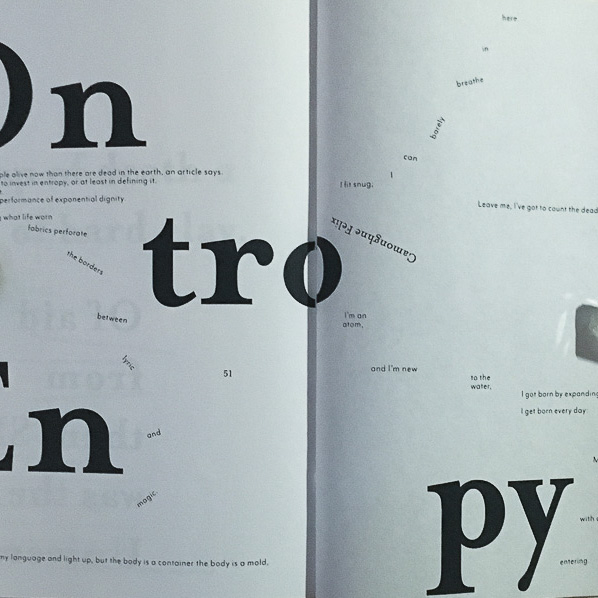 On
ple alive now than there are dead in the earth, an article says.
to invest in entropy, or at least in defining it.
performance of exponential dignity
what life worn
fabrics perforate
the borders
between
lyric
and
magic.
tro
En
51
my language and light up, but the body is a container the body is a mold.
here
in
breathe
barely
can
I
I fit snug;
Camonghne Felix
Leave me, I've got to count the dead
I'm an
atom,
and I'm new
to the
water,
I got born by expanding
I get born every day:
py
with
entering